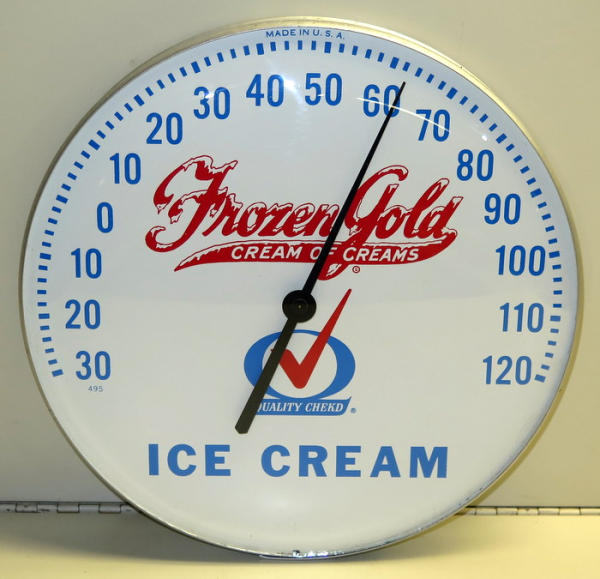 MADE IN U.S.A.
30 20 10 0 10 20 30 40 50 60 70 80 90 100 110 120
495
Frozen Gold
CREAM OF CREAMS
©
QUALITY CHEKD ®
ICE CREAM